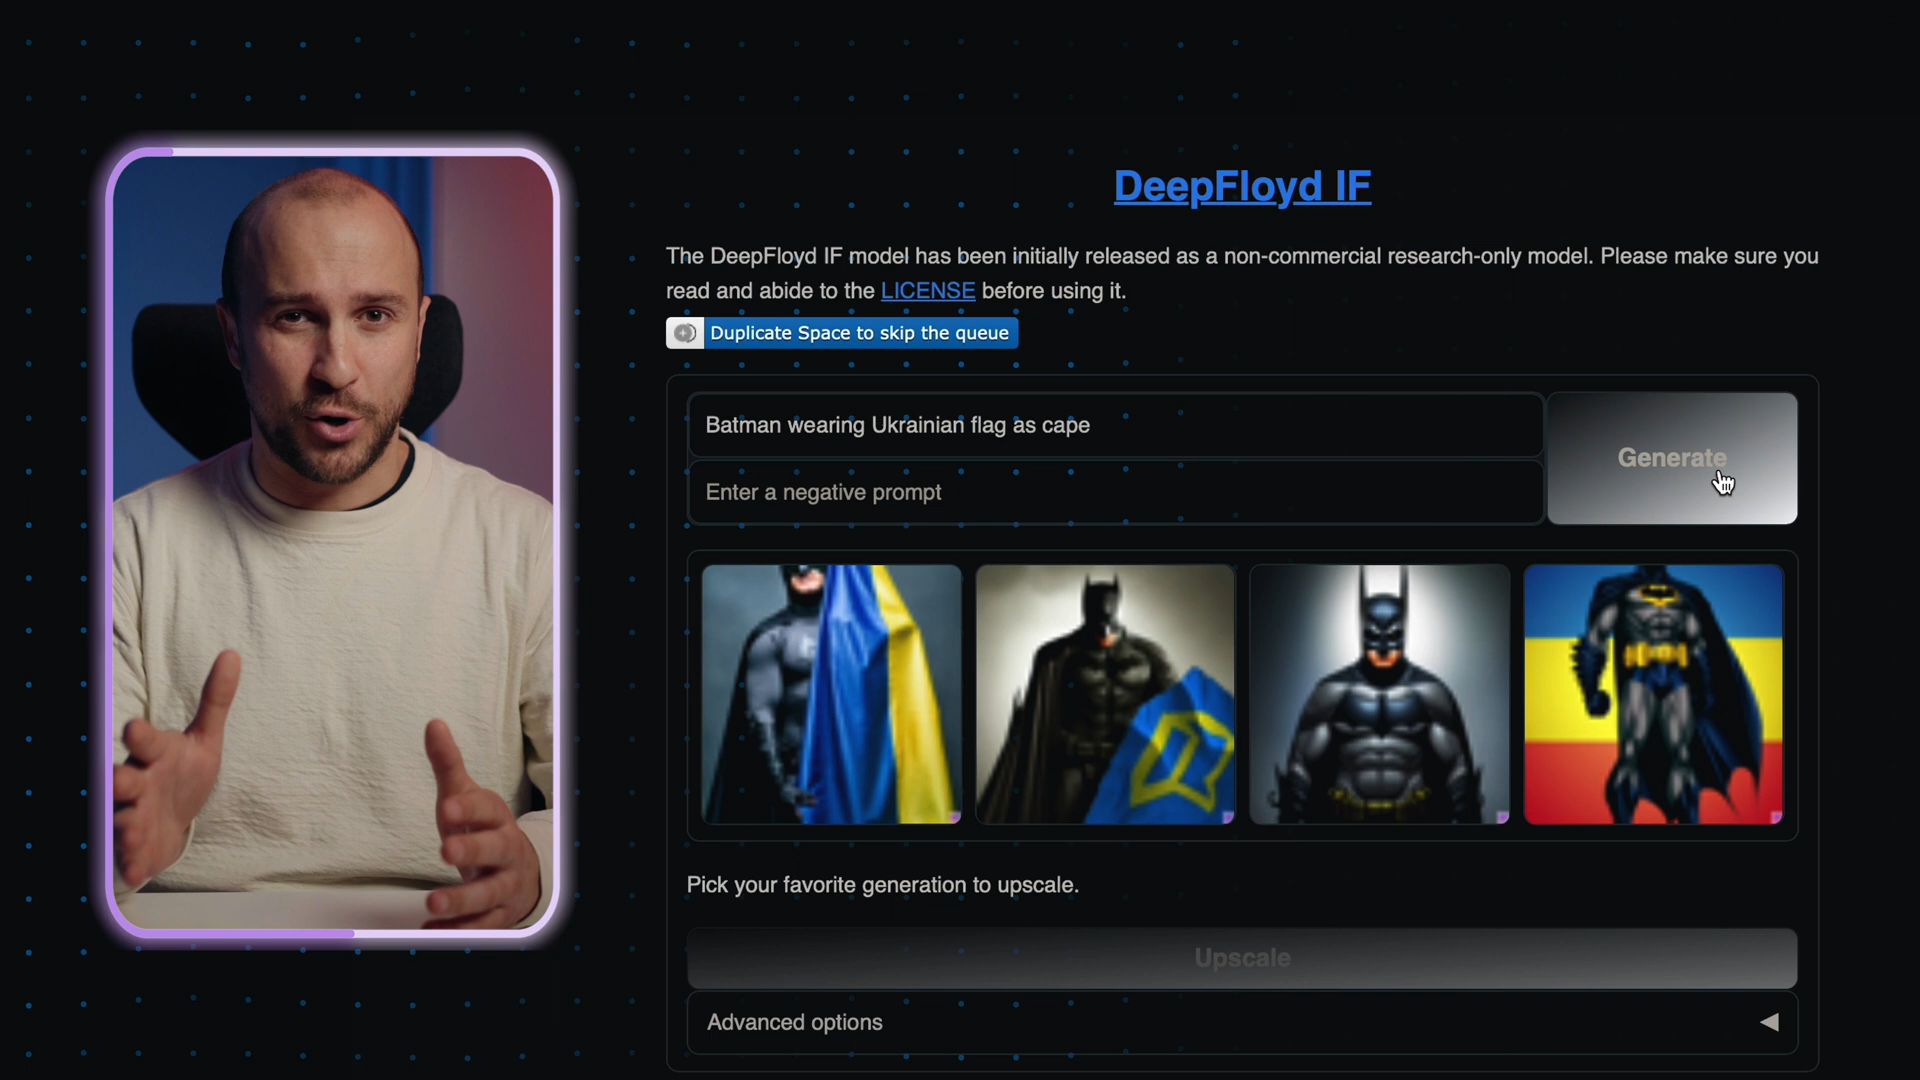 DeepFloyd IF
The DeepFloyd IF model has been initially released as a non-commercial research-only model. Please make sure you
read and abide to the LICENSE before using it.
Duplicate Space to skip the queue
Batman wearing Ukrainian flag as cape
Generate
Enter a negative prompt
Pick your favorite generation to upscale.
Upscale
Advanced options